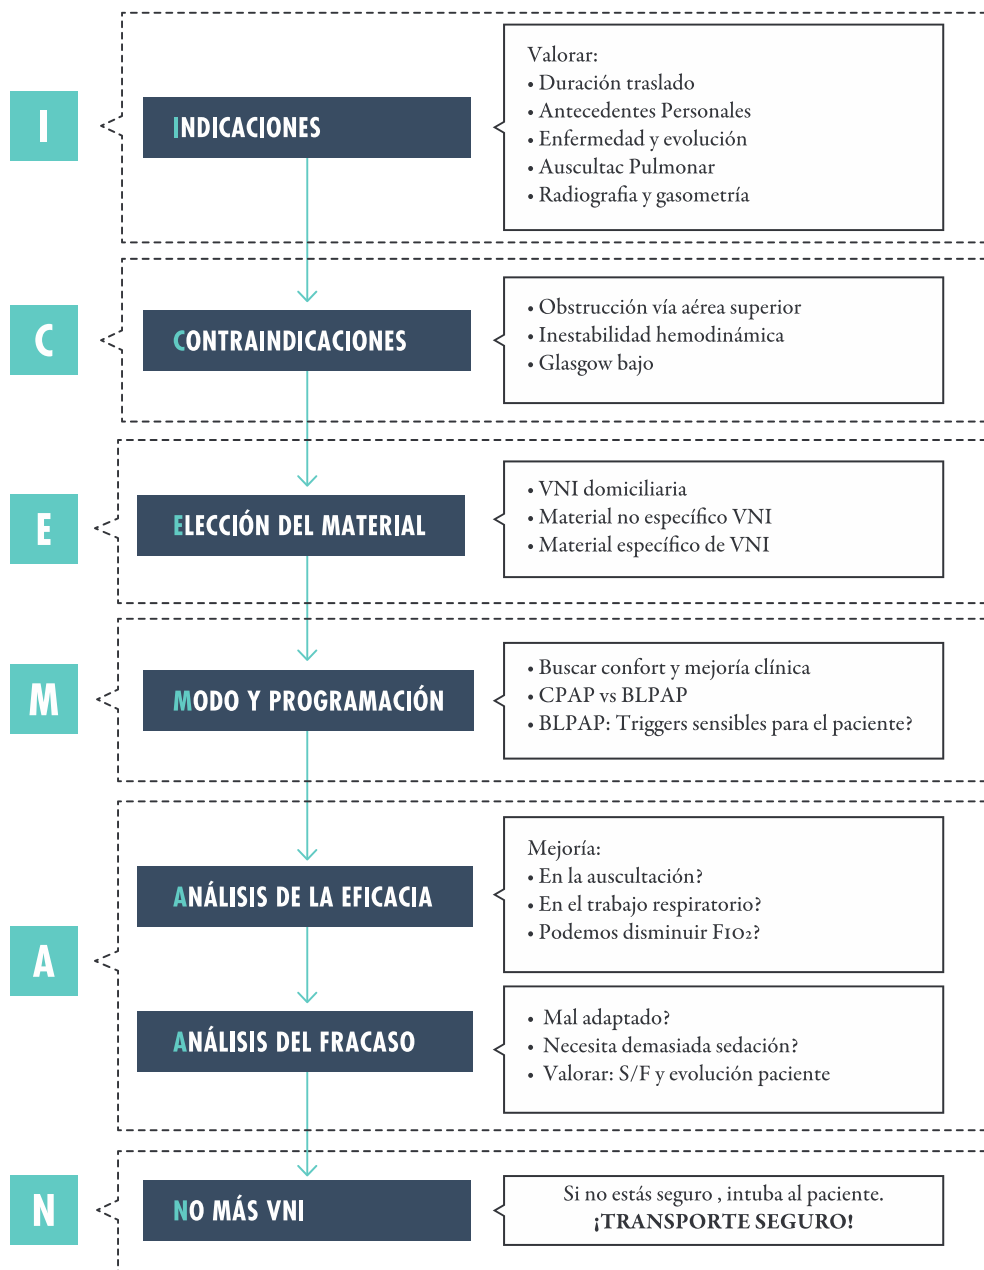 I
INDICACIONES
Valorar:
• Duración traslado
• Antecedentes Personales
• Enfermedad y evolución
• Auscultac Pulmonar
• Radiografia y gasometría
C
CONTRAINDICACIONES
• Obstrucción vía aérea superior
• Inestabilidad hemodinámica
• Glasgow bajo
E
ELECCIÓN DEL MATERIAL
• VNI domiciliaria
• Material no específico VNI
• Material específico de VNI
M
MODO Y PROGRAMACIÓN
• Buscar confort y mejoría clínica
• CPAP vs BLPAP
• BLPAP: Triggers sensibles para el paciente?
A
ANÁLISIS DE LA EFICACIA
Mejoría:
• En la auscultación?
• En el trabajo respiratorio?
• Podemos disminuir FIO₂?
ANÁLISIS DEL FRACASO
• Mal adaptado?
• Necesita demasiada sedación?
• Valorar: S/F y evolución paciente
N
NO MÁS VNI
Si no estás seguro , intuba al paciente.
¡TRANSPORTE SEGURO!